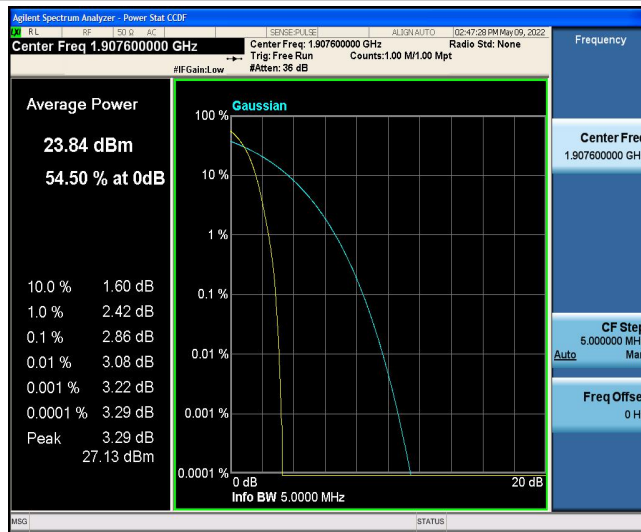 Agilent Spectrum Analyzer - Power Stat CCDF
RL RF 50 Ω AC SENSE:PULSE ALIGN AUTO 02:47:28 PM May 09, 2022
Center Freq 1.907600000 GHz
Center Freq: 1.907600000 GHz Radio Std: None
Trig: Free Run Counts:1.00 M/1.00 Mpt
#IFGain:Low #Atten: 36 dB
Frequency
Average Power
23.84 dBm
54.50 % at 0dB
10.0 % 1.60 dB
1.0 % 2.42 dB
0.1 % 2.86 dB
0.01 % 3.08 dB
0.001 % 3.22 dB
0.0001 % 3.29 dB
Peak 3.29 dB
27.13 dBm
Gaussian
100 %
10 %
1 %
0.1 %
0.01 %
0.001 %
0.0001 %
0 dB 20 dB
Info BW 5.0000 MHz
Center Fre
1.907600000 GH
CF Ste
5.000000 MH
Auto Ma
Freq Offse
0 H
MSG STATUS